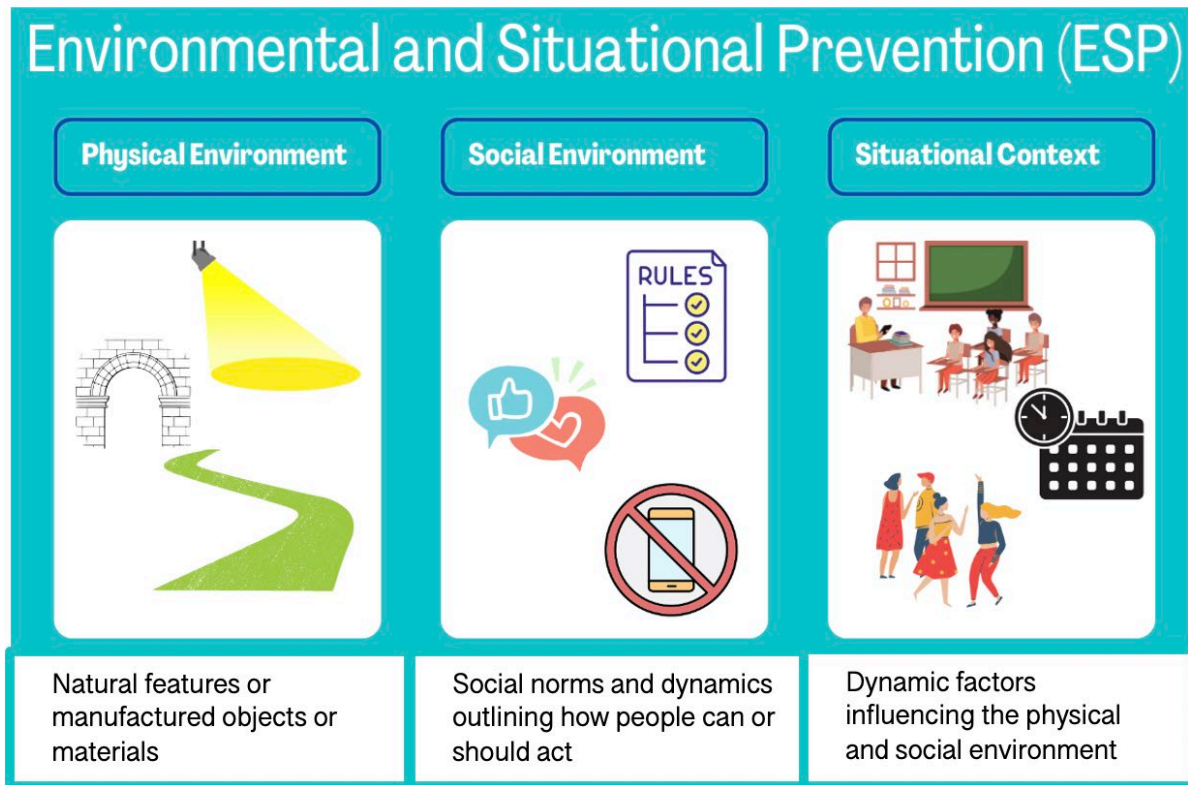 Environmental and Situational Prevention (ESP)
Physical Environment
Social Environment
Situational Context
RULES
Natural features or
manufactured objects or
materials
Social norms and dynamics
outlining how people can or
should act
Dynamic factors
influencing the physical
and social environment